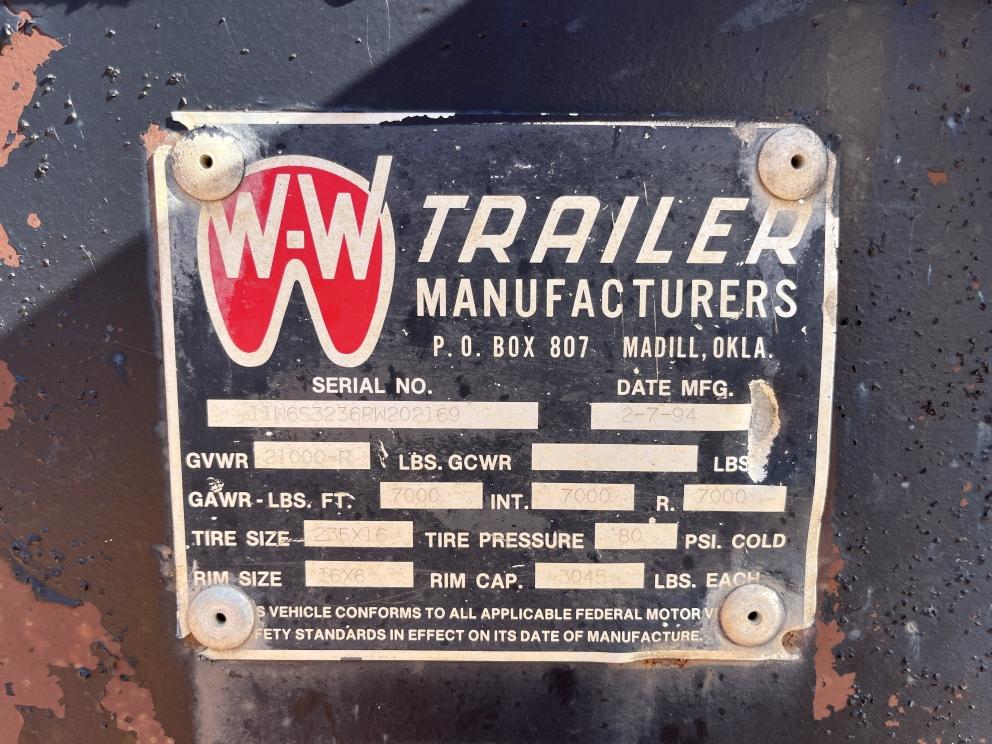 W-W
TRAILER
MANUFACTURERS
P. O. BOX 807 MADILL, OKLA.
SERIAL NO. DATE MFG.
11W6S3236RW202169 2-7-94
GVWR 21000-R LBS. GCWR LBS
GAWR - LBS. FT. 7000 INT. 7000 R. 7000
TIRE SIZE 235X16 TIRE PRESSURE 80 PSI. COLD
RIM SIZE 16X6 RIM CAP. 3045 LBS. EACH
VEHICLE CONFORMS TO ALL APPLICABLE FEDERAL MOTOR
STANDARDS IN EFFECT ON ITS DATE OF MANUFACTURE.